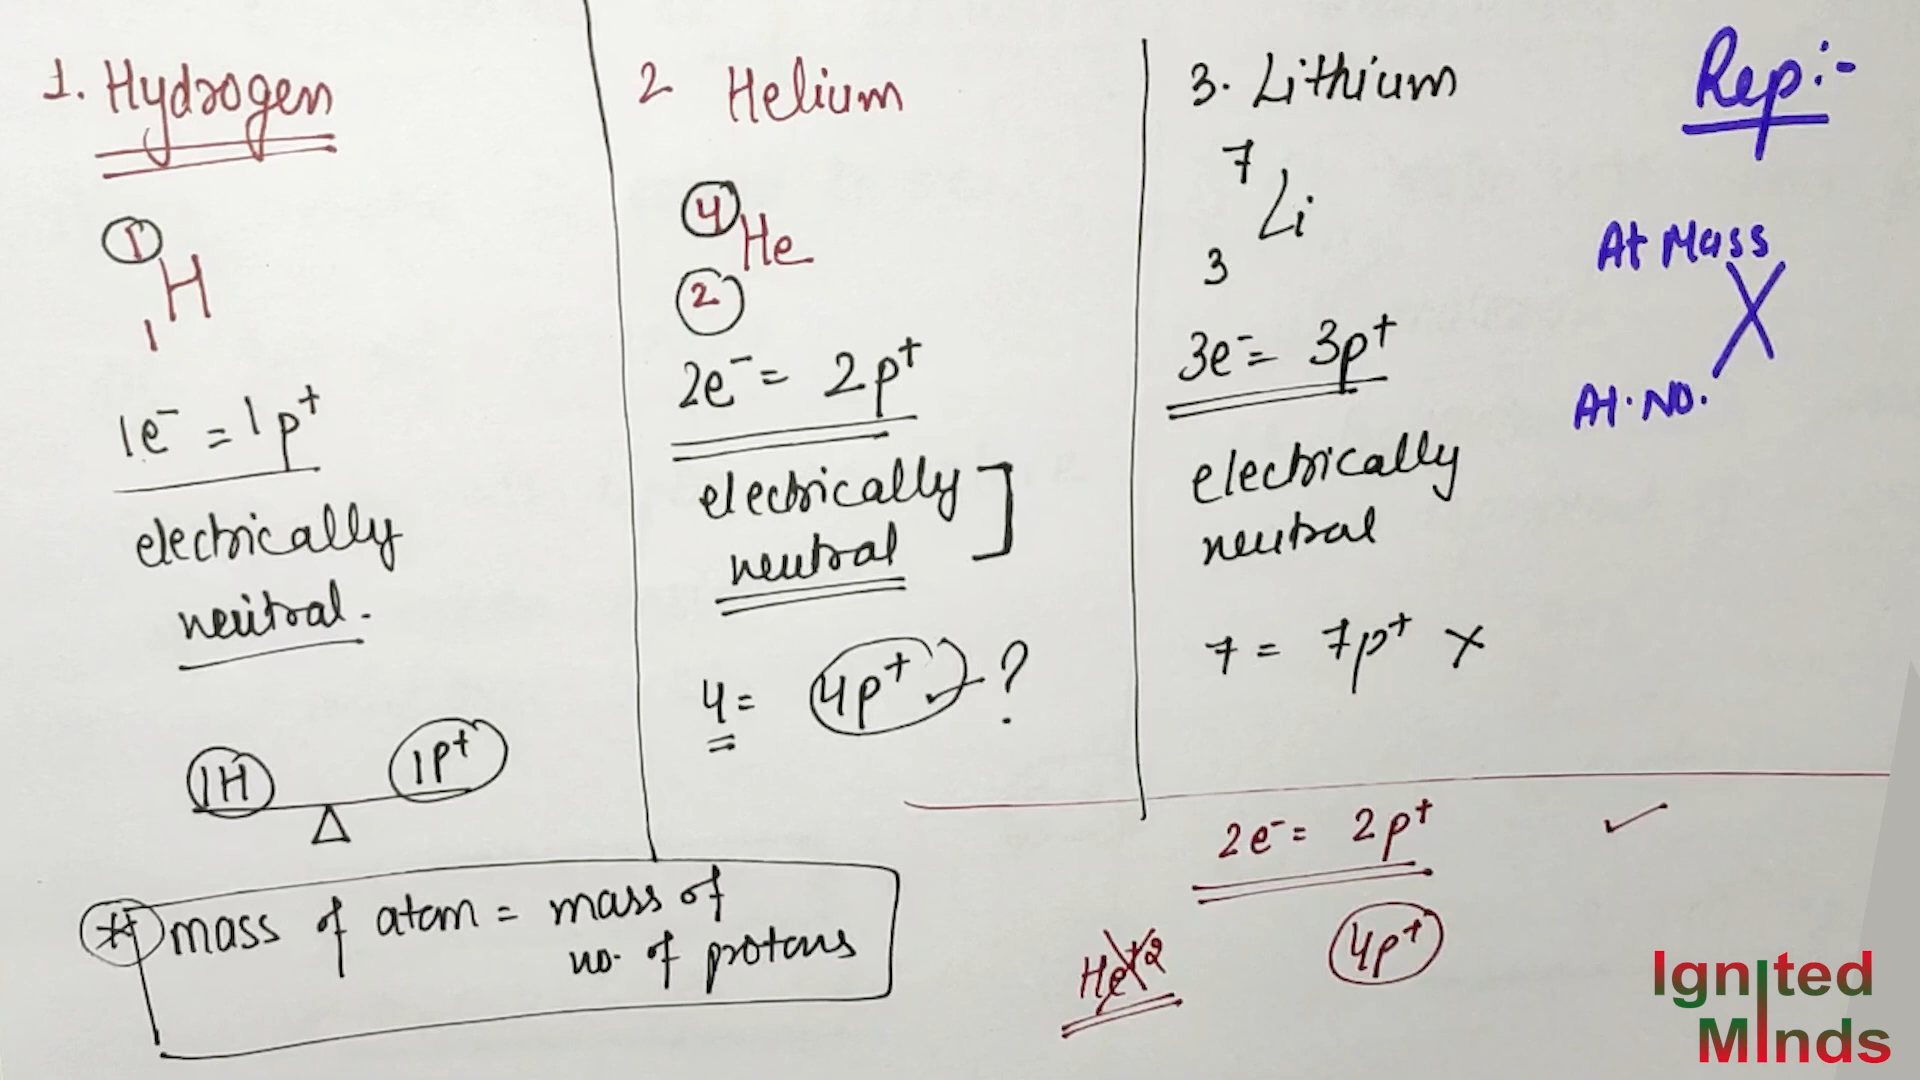 1. Hydrogen
1
H
1
1e⁻ = 1p⁺
electrically
neutral.
1H 1P⁺
* mass of atom = mass of
no. of protons
2 Helium
4
He
2
2e⁻ = 2p⁺
electrically
neutral
4 = 4p⁺ ?
3. Lithium
7
Li
3
3e⁻ = 3p⁺
electrically
neutral
7 = 7p⁺ ×
Rep:-
At Mass
X
At. No.
2e⁻ = 2p⁺ ✓
4p⁺
He⁺²
Ignited
Minds